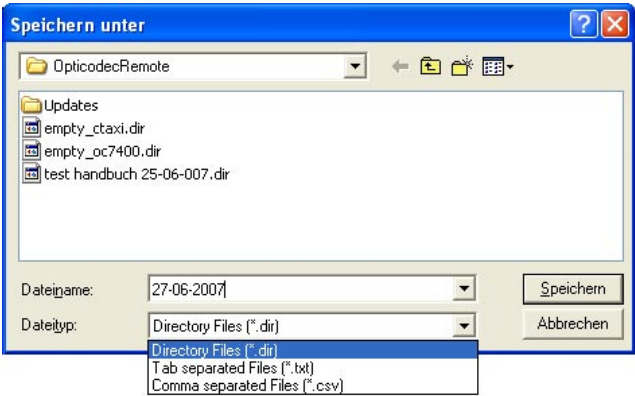 Speichern unter
OpticodecRemote
Updates
empty_ctaxi.dir
empty_oc7400.dir
test handbuch 25-06-007.dir
Dateiname:
27-06-2007
Speichern
Dateityp:
Directory Files (*.dir)
Abbrechen
Directory Files (*.dir)
Tab separated Files (*.txt)
Comma separated Files (*.csv)